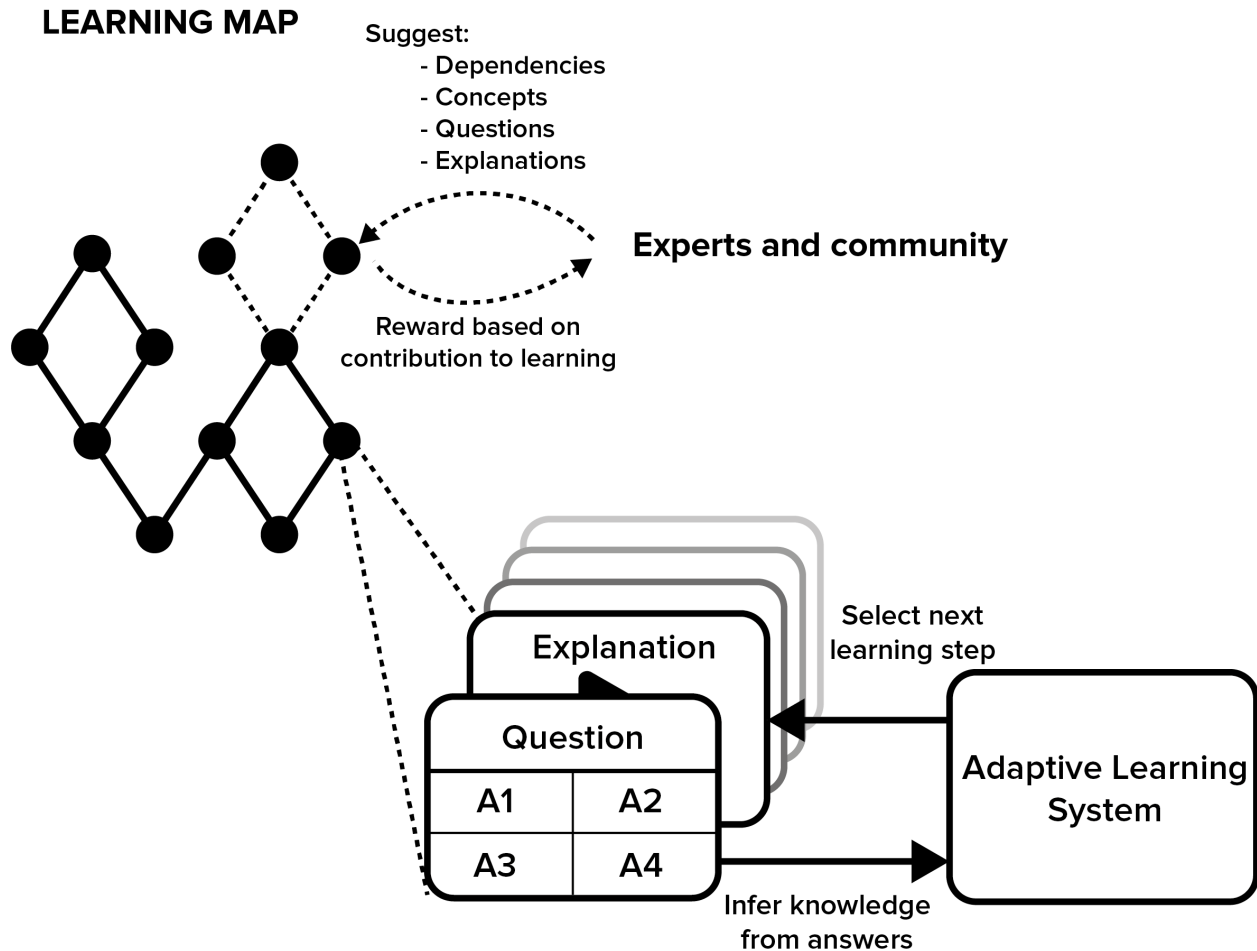 LEARNING MAP
Suggest:
- Dependencies
- Concepts
- Questions
- Explanations
Experts and community
Reward based on
contribution to learning
Select next
learning step
Explanation
Question
A1 A2
A3 A4
Adaptive Learning
System
Infer knowledge
from answers